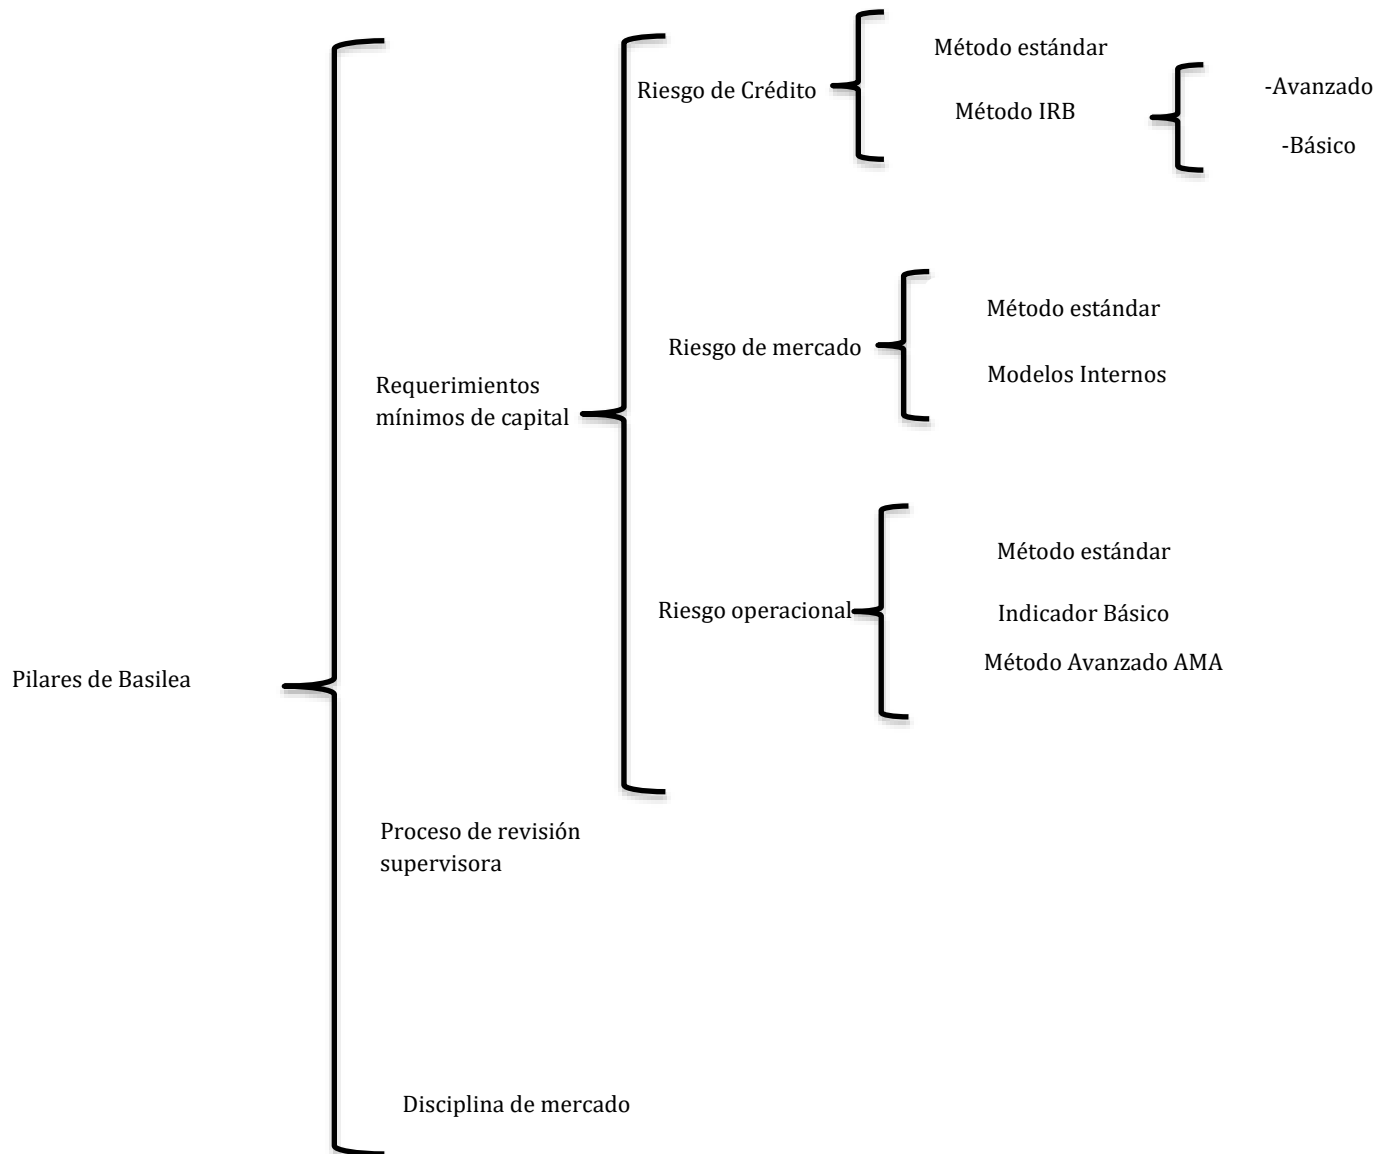 Pilares de Basilea
Requerimientos
mínimos de capital
Riesgo de Crédito
Método estándar
Método IRB
-Avanzado
-Básico
Riesgo de mercado
Método estándar
Modelos Internos
Riesgo operacional
Método estándar
Indicador Básico
Método Avanzado AMA
Proceso de revisión
supervisora
Disciplina de mercado